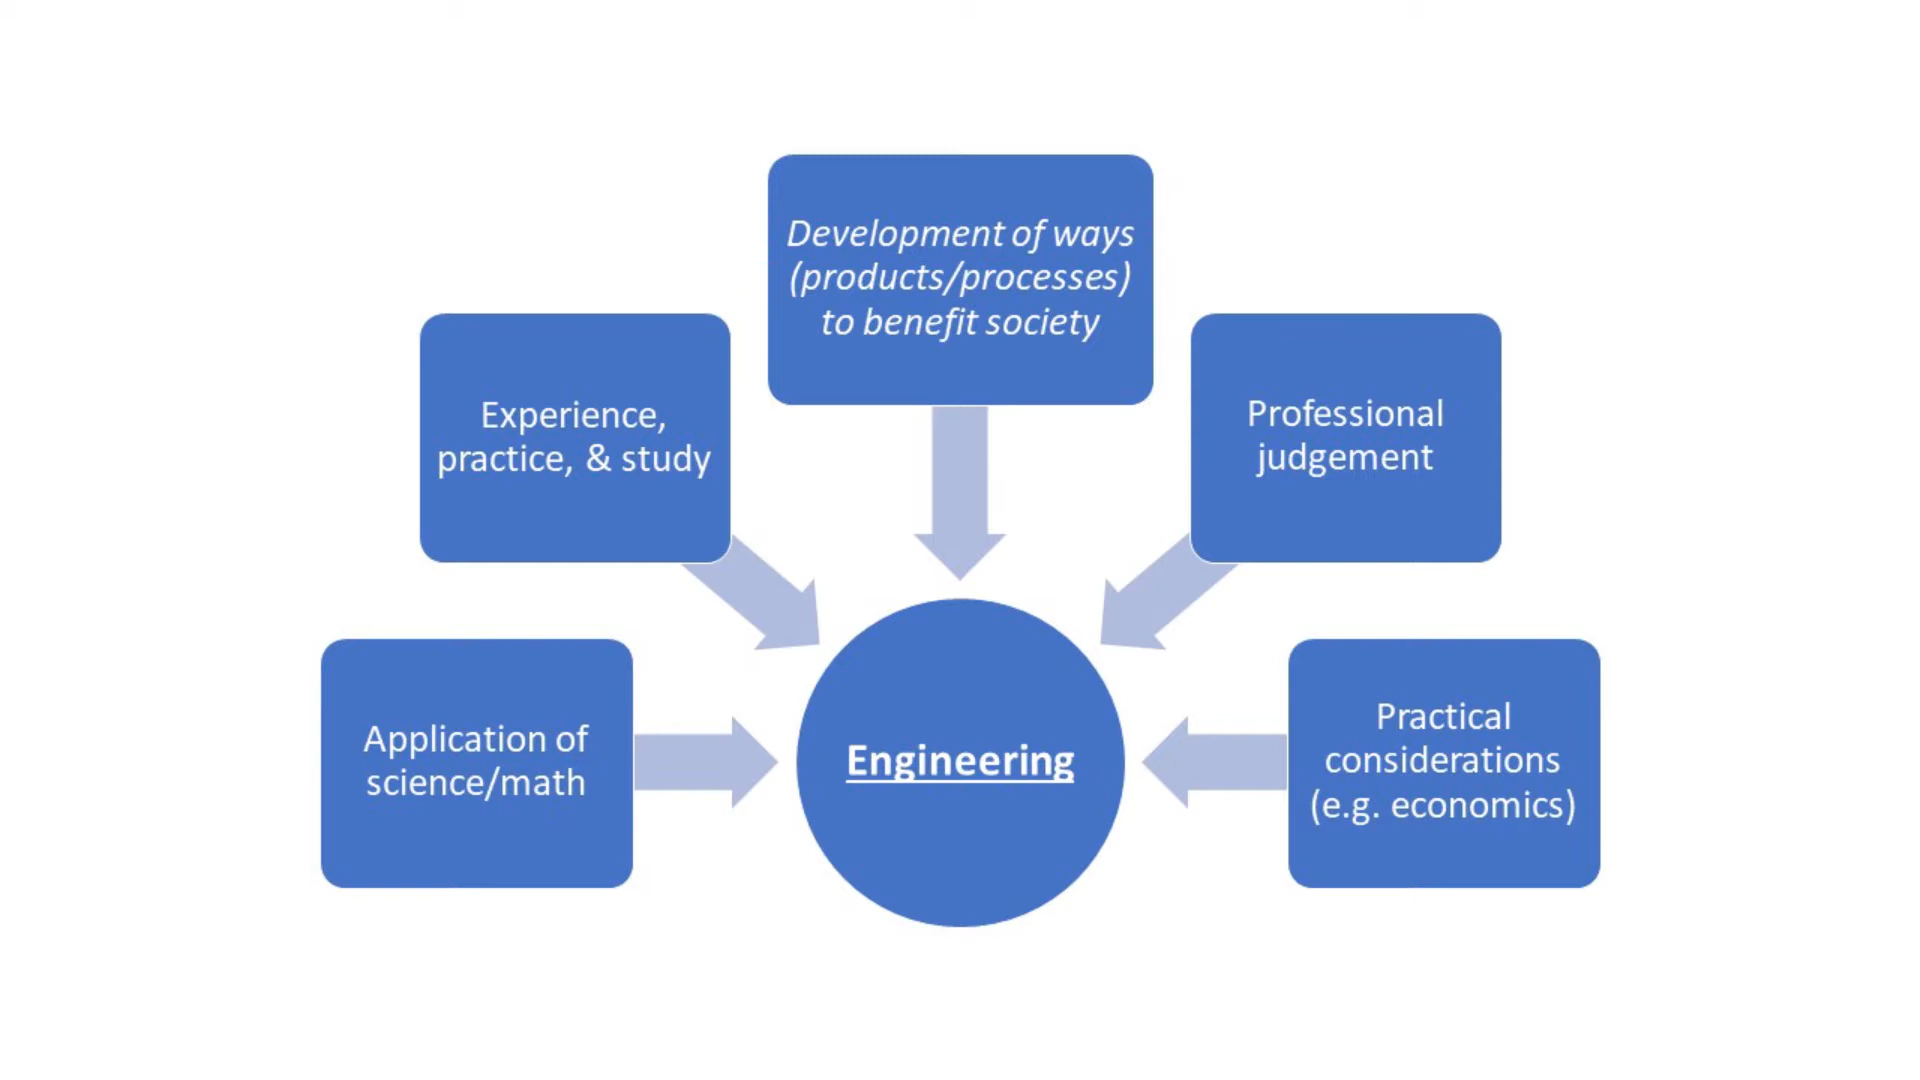 Development of ways
(products/processes)
to benefit society
Experience,
practice, & study
Professional
judgement
Application of
science/math
Engineering
Practical
considerations
(e.g. economics)